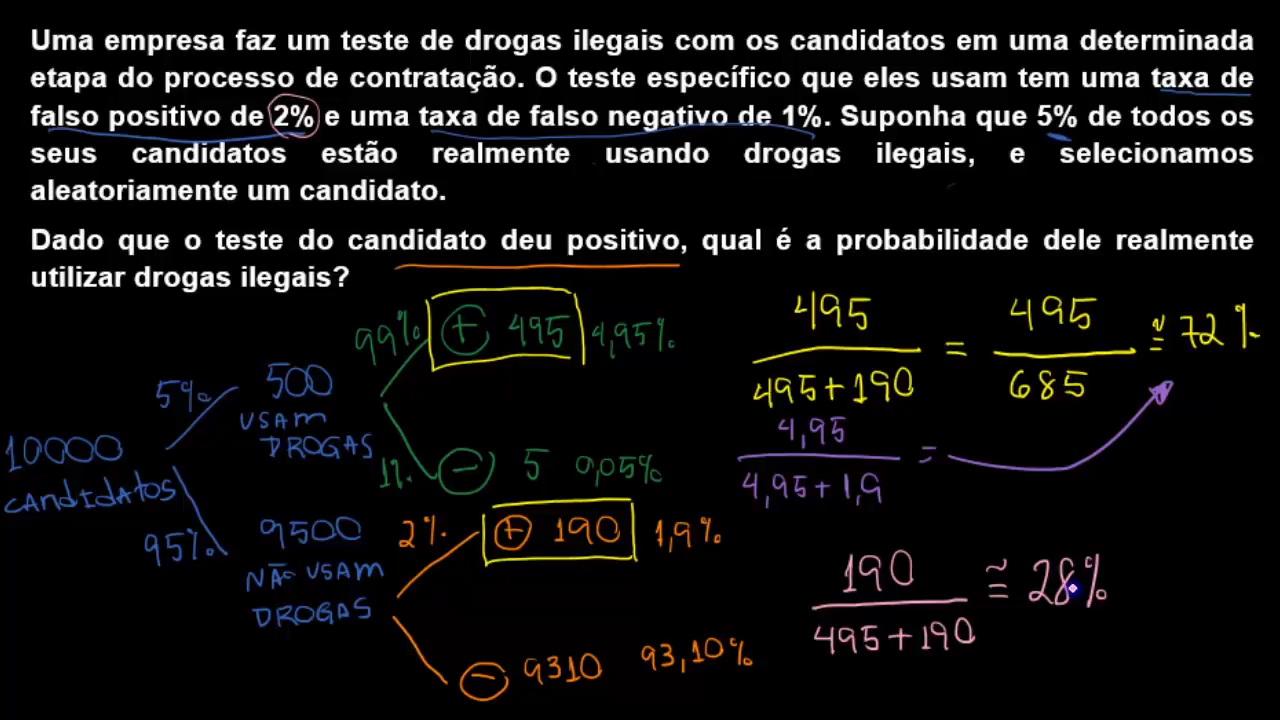 Uma empresa faz um teste de drogas ilegais com os candidatos em uma determinada
etapa do processo de contratação. O teste específico que eles usam tem uma taxa de
falso positivo de 2% e uma taxa de falso negativo de 1%. Suponha que 5% de todos os
seus candidatos estão realmente usando drogas ilegais, e selecionamos
aleatoriamente um candidato.
Dado que o teste do candidato deu positivo, qual é a probabilidade dele realmente
utilizar drogas ilegais?
10000
CANDIDATOS
5%
95%
500
USAM
DROGAS
99%
+ 495 4,95%
1%
- 5 0,05%
9500
NÃO USAM
DROGAS
2%
+ 190 1,9%
- 9310 93,10%
495
495+190
=
495
685
≅ 72%
4,95
4,95+1,9
=
190
495+190
≅ 28%